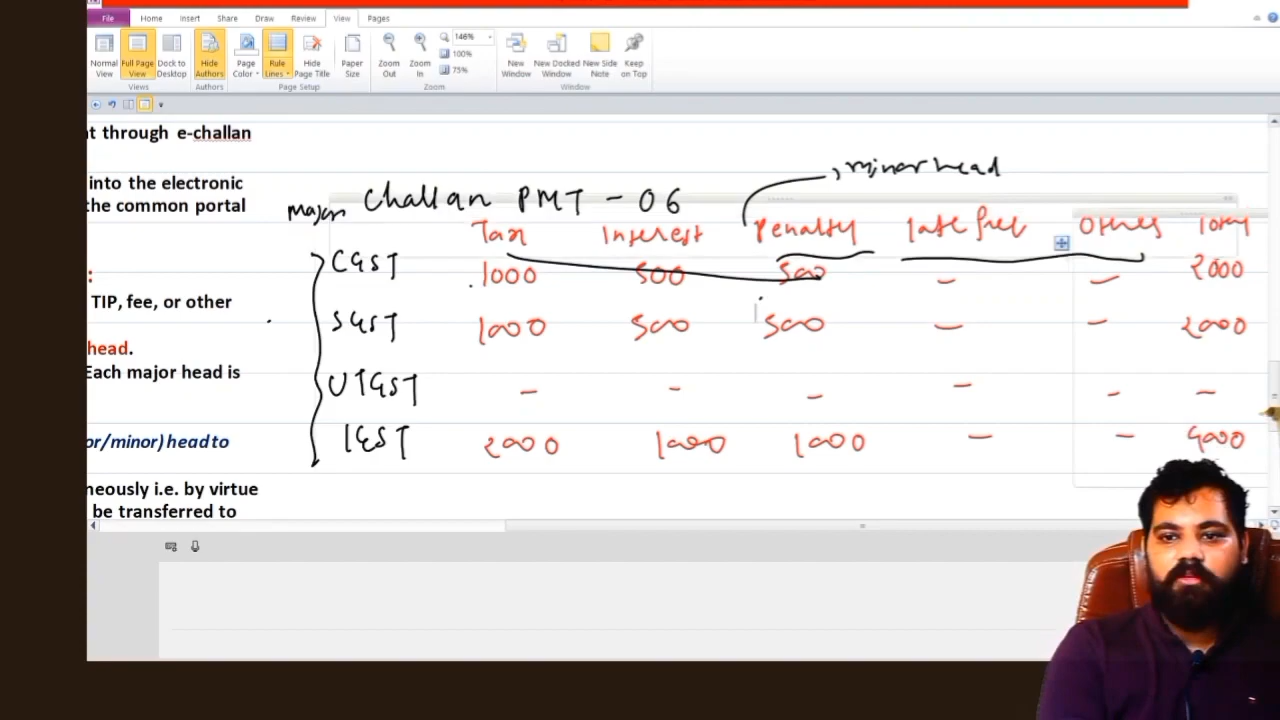 File Home Insert Share Draw Review View Pages
Normal View Full Page View Dock to Desktop Hide Authors Page Color Rule Lines Hide Page Title Paper Size Zoom Out Zoom In 146% 100% 75% New Window New Docked Window New Side Note Keep on Top
Views Authors Page Setup Zoom Window
nt through e-challan
into the electronic
the common portal
:
TIP, fee, or other
head.
Each major head is
or/minor) head to
neously i.e. by virtue
be transferred to
minor head
major Challan PMT - 06
Tax Interest Penalty late fee Others Total
CGST 1000 500 500 - - 2000
SGST 1000 500 500 - - 2000
UTGST - - - - - -
IGST 2000 1000 1000 - - 4000